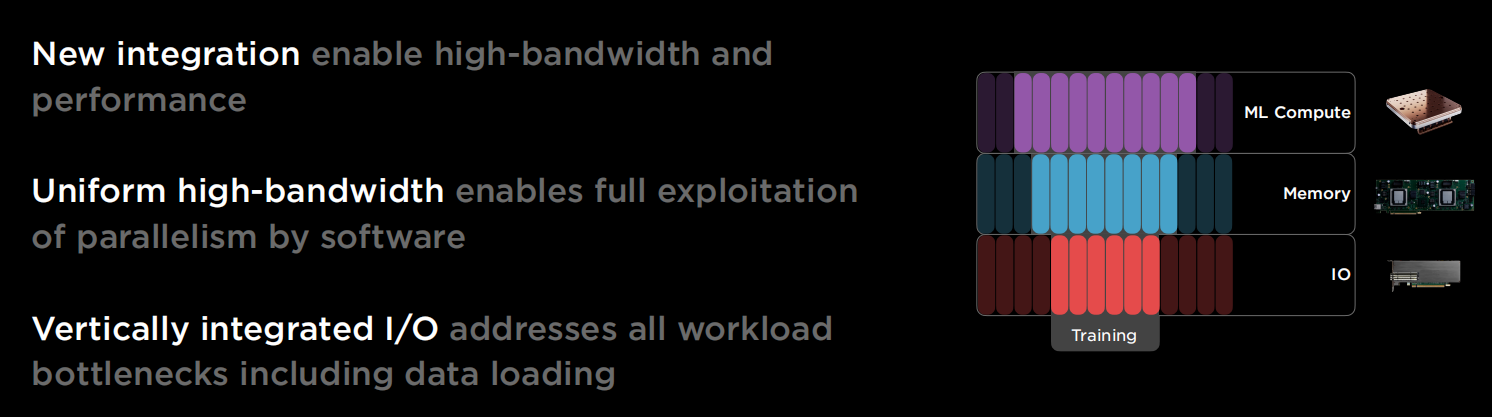 New integration enable high-bandwidth and
performance
Uniform high-bandwidth enables full exploitation
of parallelism by software
Vertically integrated I/O addresses all workload
bottlenecks including data loading
ML Compute
Memory
IO
Training